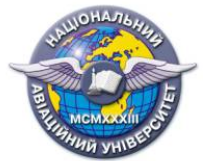 НАЦІОНАЛЬНИЙ
АВІАЦІЙНИЙ УНІВЕРСИТЕТ
MCMXXXIII